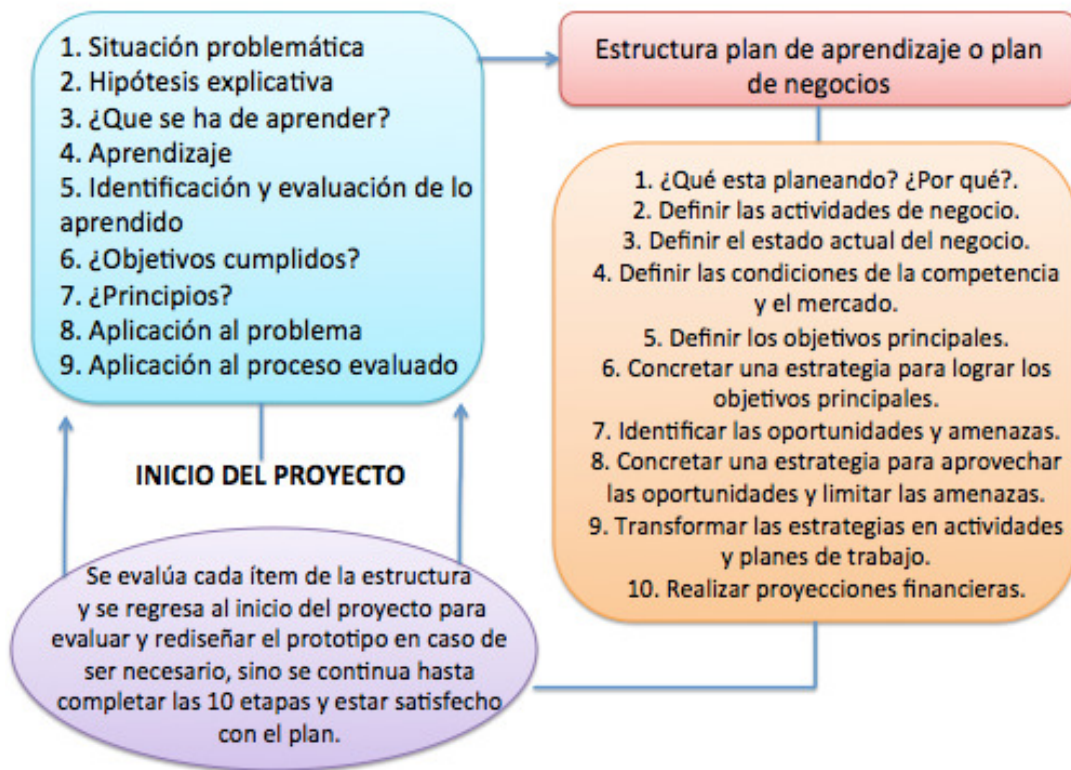 1. Situación problemática
2. Hipótesis explicativa
3. ¿Que se ha de aprender?
4. Aprendizaje
5. Identificación y evaluación de lo
aprendido
6. ¿Objetivos cumplidos?
7. ¿Principios?
8. Aplicación al problema
9. Aplicación al proceso evaluado
INICIO DEL PROYECTO
Estructura plan de aprendizaje o plan
de negocios
1. ¿Qué esta planeando? ¿Por qué?.
2. Definir las actividades de negocio.
3. Definir el estado actual del negocio.
4. Definir las condiciones de la competencia
y el mercado.
5. Definir los objetivos principales.
6. Concretar una estrategia para lograr los
objetivos principales.
7. Identificar las oportunidades y amenazas.
8. Concretar una estrategia para aprovechar
las oportunidades y limitar las amenazas.
9. Transformar las estrategias en actividades
y planes de trabajo.
10. Realizar proyecciones financieras.
Se evalúa cada ítem de la estructura
y se regresa al inicio del proyecto para
evaluar y rediseñar el prototipo en caso de
ser necesario, sino se continua hasta
completar las 10 etapas y estar satisfecho
con el plan.